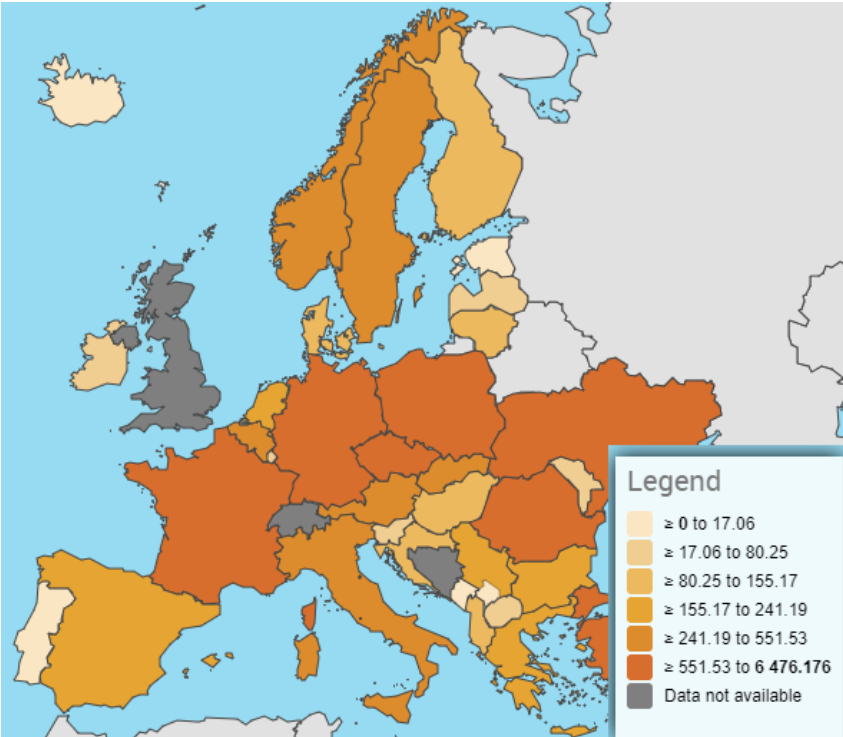 Legend
≥ 0 to 17.06
≥ 17.06 to 80.25
≥ 80.25 to 155.17
≥ 155.17 to 241.19
≥ 241.19 to 551.53
≥ 551.53 to 6 476.176
Data not available